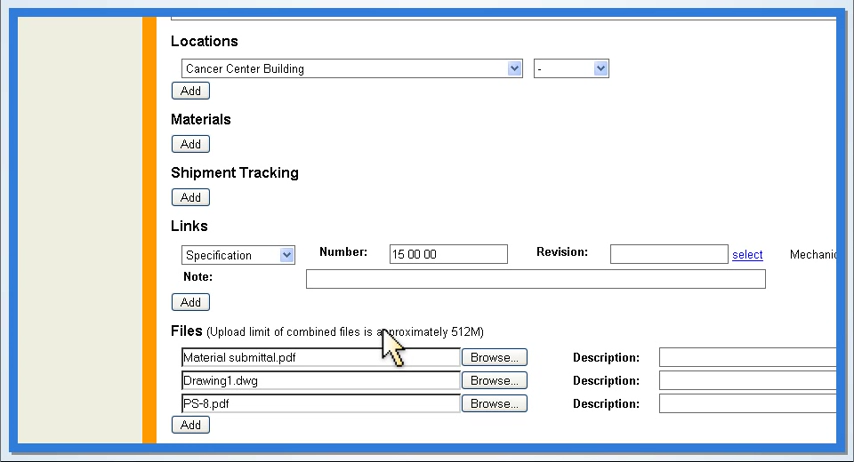 Locations
Cancer Center Building -
Add
Materials
Add
Shipment Tracking
Add
Links
Specification Number: 15 00 00 Revision: select Mechanic
Note:
Add
Files (Upload limit of combined files is approximately 512M)
Material submittal.pdf Browse... Description:
Drawing1.dwg Browse... Description:
PS-8.pdf Browse... Description:
Add